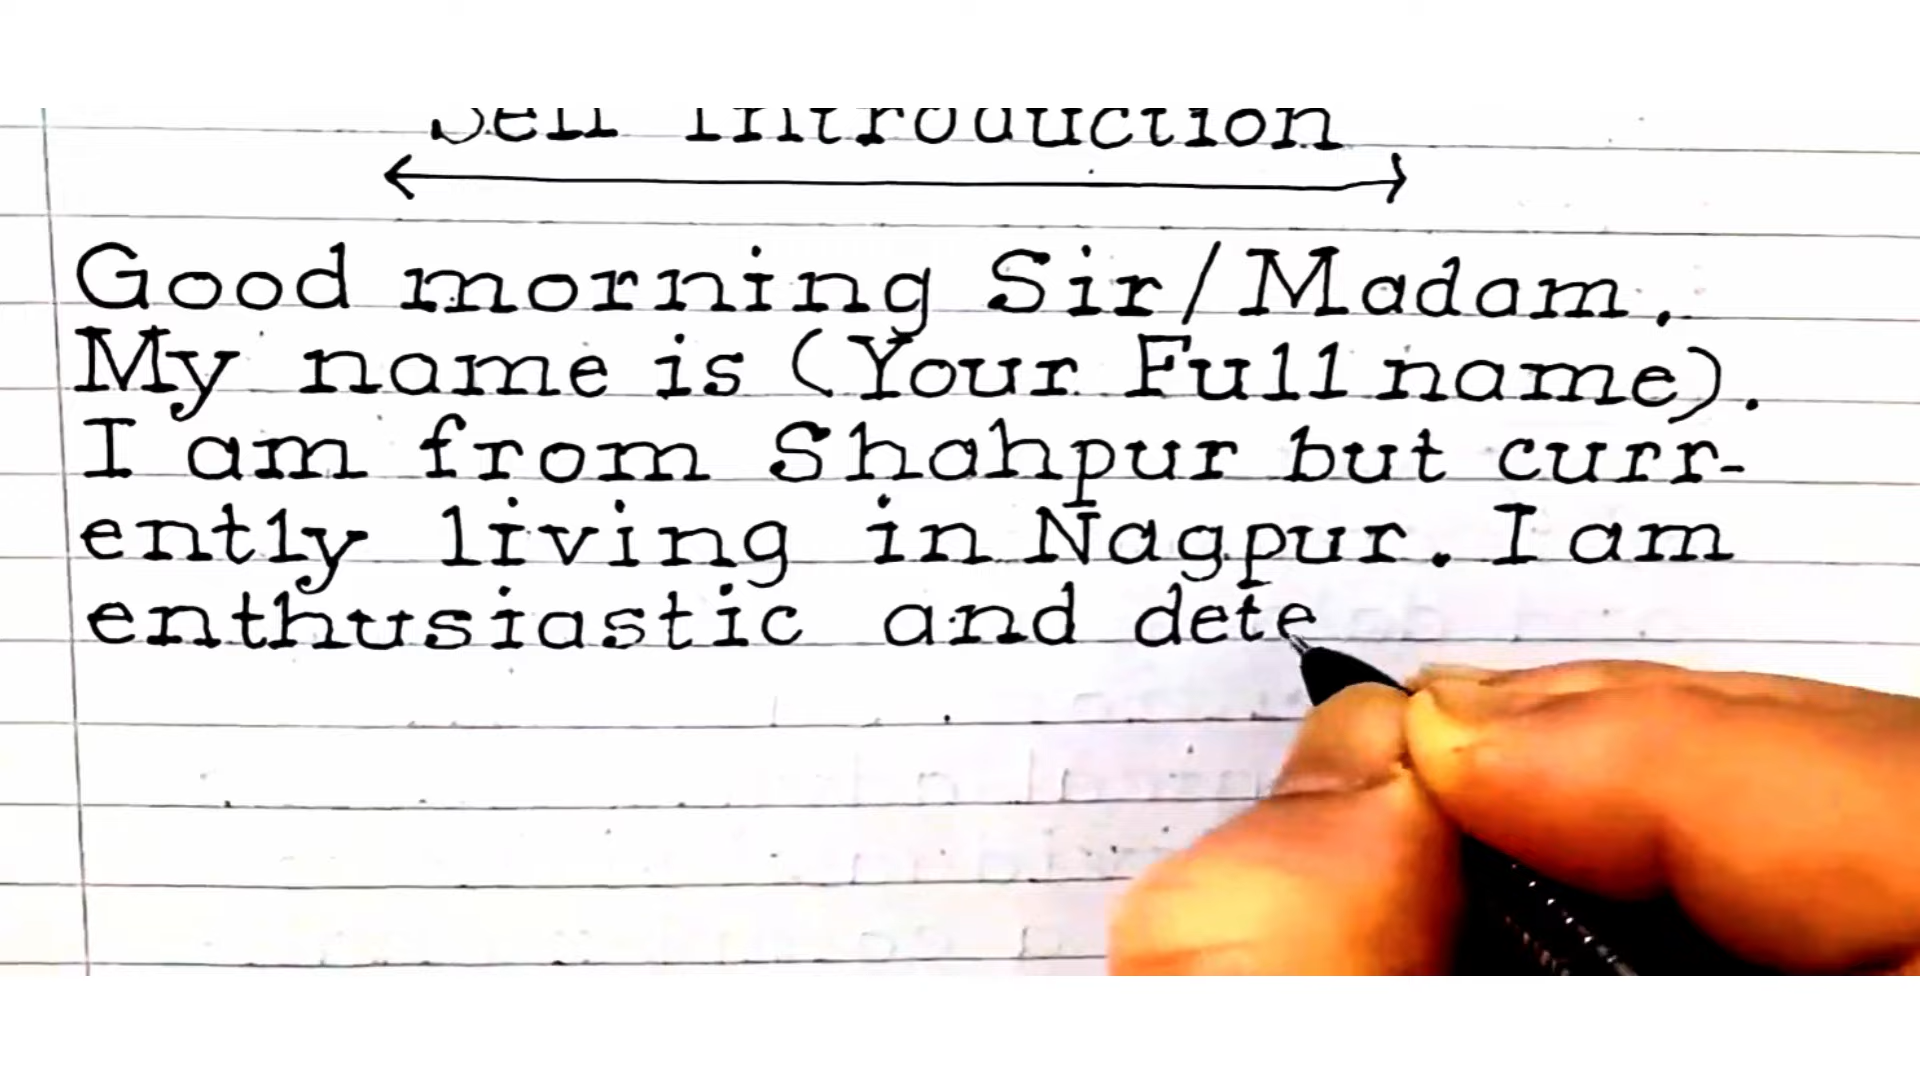 Self Introduction
Good morning Sir/Madam.
My name is (Your Full name).
I am from Shahpur but curr-
ently living in Nagpur. I am
enthusiastic and dete